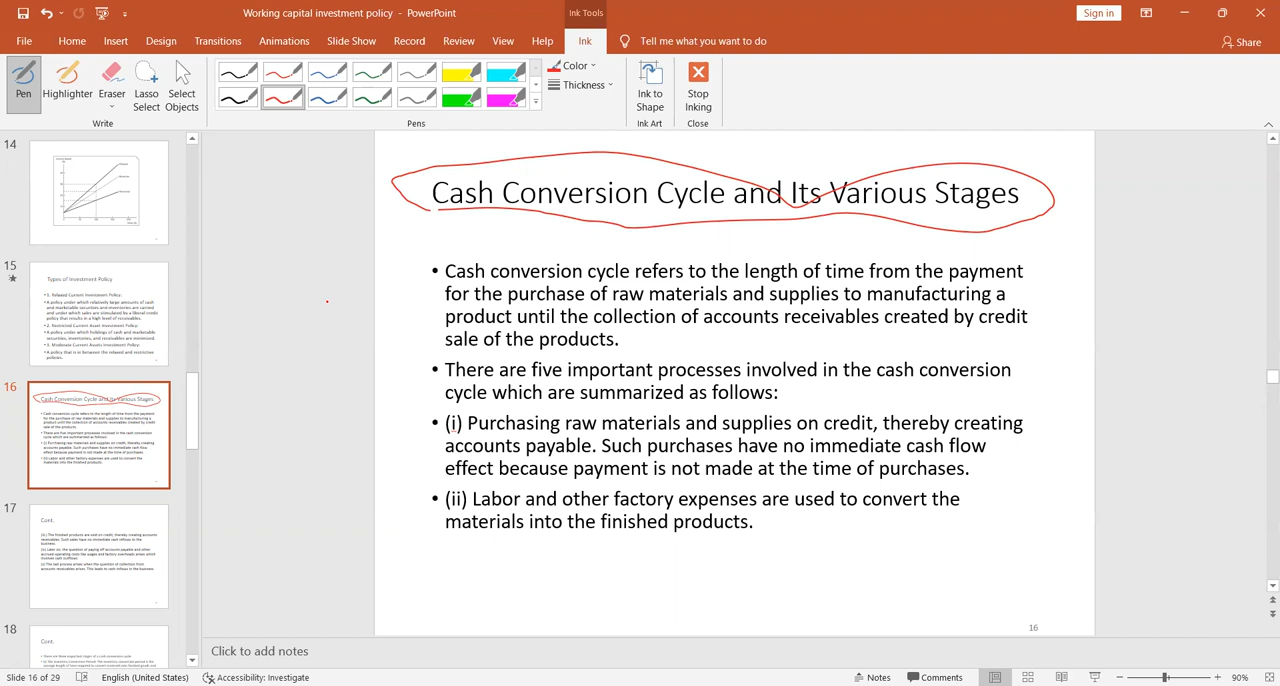 Working capital investment policy - PowerPoint
Ink Tools
Sign in
File Home Insert Design Transitions Animations Slide Show Record Review View Help Ink Tell me what you want to do
Share
Pen Highlighter Eraser Lasso Select Select Objects
Color
Thickness
Ink to Shape
Stop Inking
Write Pens Ink Art Close
14
15
Types of Investment Policy
16
17
Cont.
18
Cont.
Cash Conversion Cycle and Its Various Stages
• Cash conversion cycle refers to the length of time from the payment
for the purchase of raw materials and supplies to manufacturing a
product until the collection of accounts receivables created by credit
sale of the products.
• There are five important processes involved in the cash conversion
cycle which are summarized as follows:
• (i) Purchasing raw materials and supplies on credit, thereby creating
accounts payable. Such purchases have no immediate cash flow
effect because payment is not made at the time of purchases.
• (ii) Labor and other factory expenses are used to convert the
materials into the finished products.
16
Click to add notes
Slide 16 of 29 English (United States) Accessibility: Investigate Notes Comments 90%